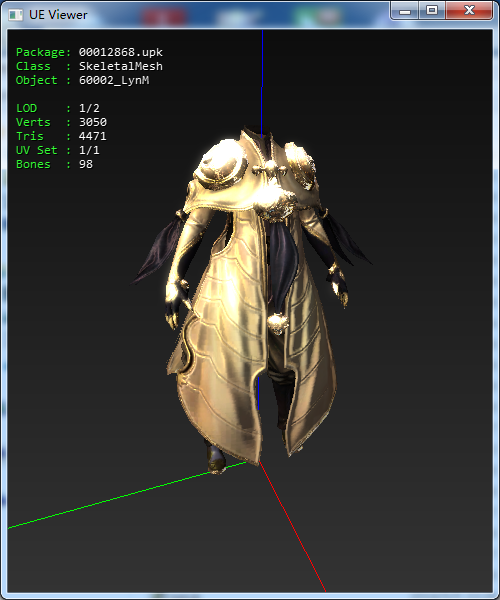 UE Viewer
Package: 00012868.upk
Class : SkeletalMesh
Object : 60002_LynM
LOD : 1/2
Verts : 3050
Tris : 4471
UV Set : 1/1
Bones : 98